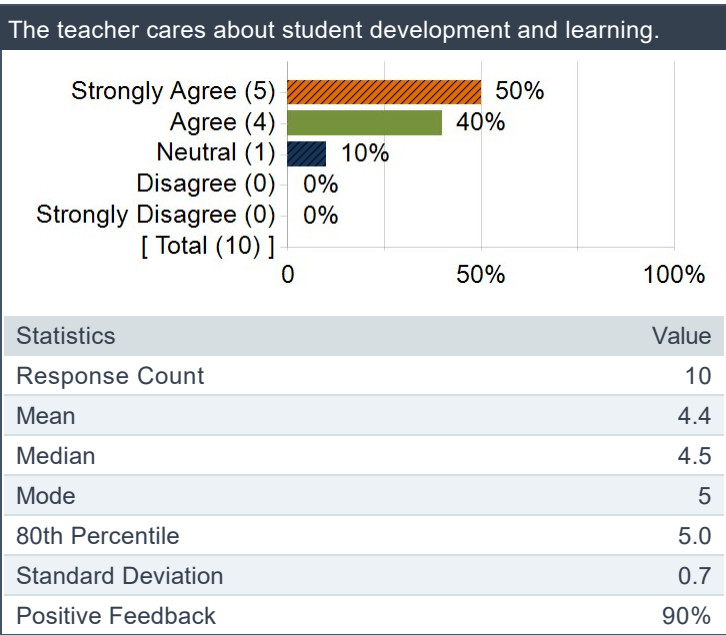 The teacher cares about student development and learning.
Strongly Agree (5) 50%
Agree (4) 40%
Neutral (1) 10%
Disagree (0) 0%
Strongly Disagree (0) 0%
[ Total (10) ]
0 50% 100%
Statistics Value
Response Count 10
Mean 4.4
Median 4.5
Mode 5
80th Percentile 5.0
Standard Deviation 0.7
Positive Feedback 90%